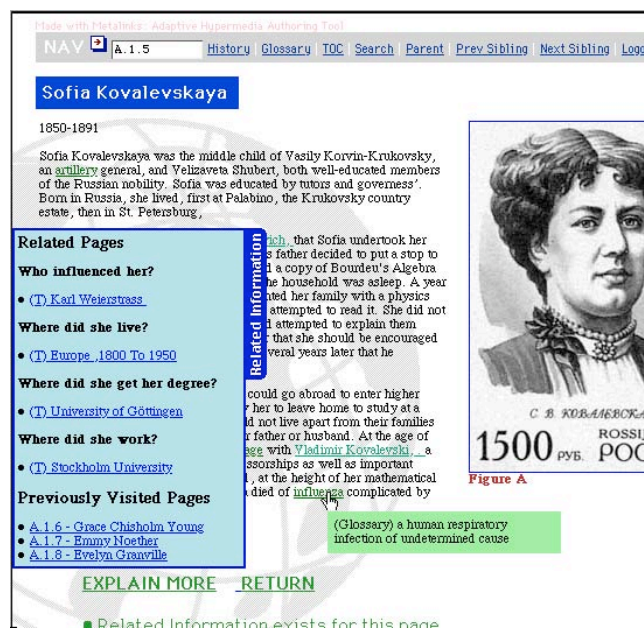 Made with Metalinks: Adaptive Hypermedia Authoring Tool
NAV A.1.5 History | Glossary | TOC | Search | Parent | Prev Sibling | Next Sibling |
Sofia Kovalevskaya
1850-1891
Sofia Kovalevskaya was the middle child of Vasily Korvin-Krukovsky,
an artillery general, and Velizaveta Shubert, both well-educated members
of the Russian nobility. Sofia was educated by tutors and governess'.
Born in Russia, she lived, first at Palabino, the Krukovsky country
estate, then in St. Petersburg,
that Sofia undertook her
father decided to put a stop to
a copy of Bourdeu's Algebra
household was asleep. A year
her family with a physics
attempted to read it. She did not
attempted to explain them
that she should be encouraged
years later that he
could go abroad to enter higher
her to leave home to study at a
not live apart from their families
father or husband. At the age of
with Vladimir Kovalevski, , a
as well as important
, at the height of her mathematical
died of influenza complicated by
Related Information
Related Pages
Who influenced her?
• (T) Karl Weierstrass
Where did she live?
• (T) Europe ,1800 To 1950
Where did she get her degree?
• (T) University of Göttingen
Where did she work?
• (T) Stockholm University
Previously Visited Pages
• A.1.6 - Grace Chisholm Young
• A.1.7 - Emmy Noether
• A.1.8 - Evelyn Granville
1500 РУБ.
Figure A
(Glossary) a human respiratory
infection of undetermined cause
EXPLAIN MORE RETURN
Related Information exists for this page